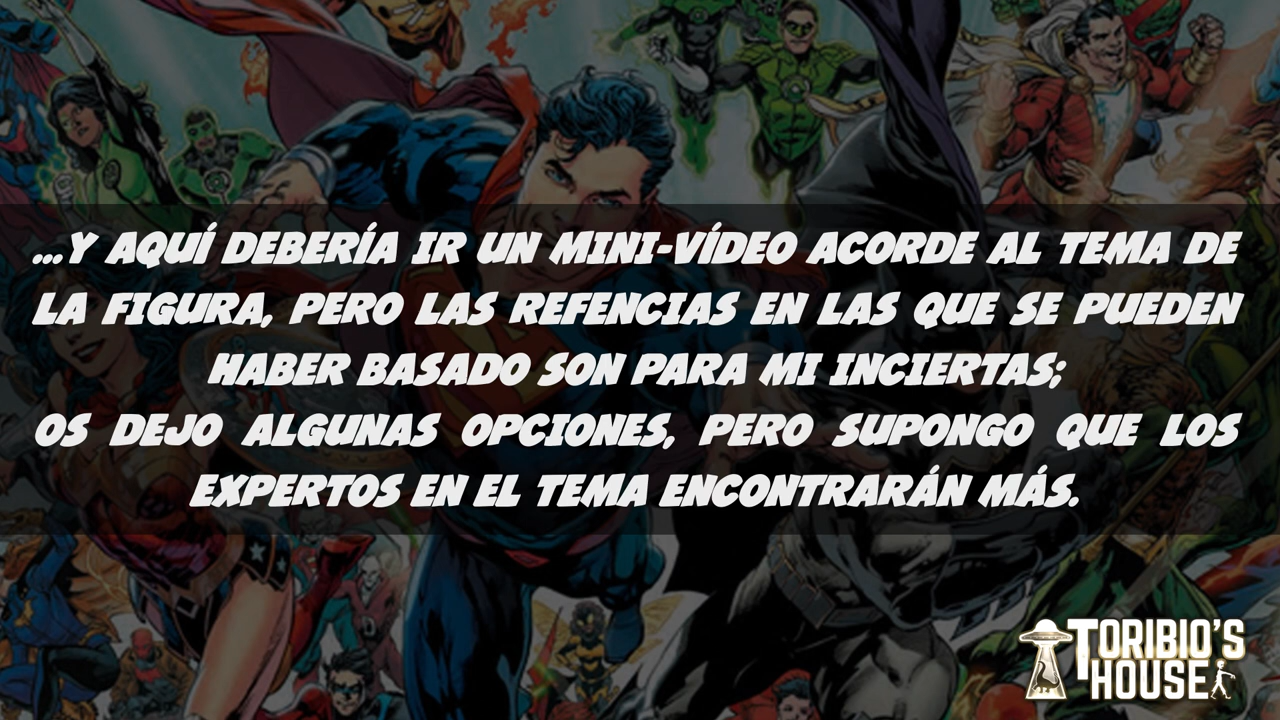 ...Y AQUÍ DEBERÍA IR UN MINI-VÍDEO ACORDE AL TEMA DE
LA FIGURA, PERO LAS REFENCIAS EN LAS QUE SE PUEDEN
HABER BASADO SON PARA MI INCIERTAS;
OS DEJO ALGUNAS OPCIONES, PERO SUPONGO QUE LOS
EXPERTOS EN EL TEMA ENCONTRARÁN MÁS.
TORIBIO'S
HOUSE